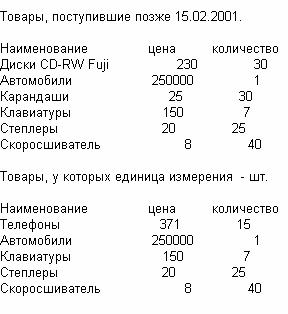 Товары, поступившие позже 15.02.2001.
Наименование цена количество
Диски CD-RW Fuji 230 30
Автомобили 250000 1
Карандаши 25 30
Клавиатуры 150 7
Степлеры 20 25
Скоросшиватель 8 40
Товары, у которых единица измерения - шт.
Наименование цена количество
Телефоны 371 15
Автомобили 250000 1
Клавиатуры 150 7
Степлеры 20 25
Скоросшиватель 8 40